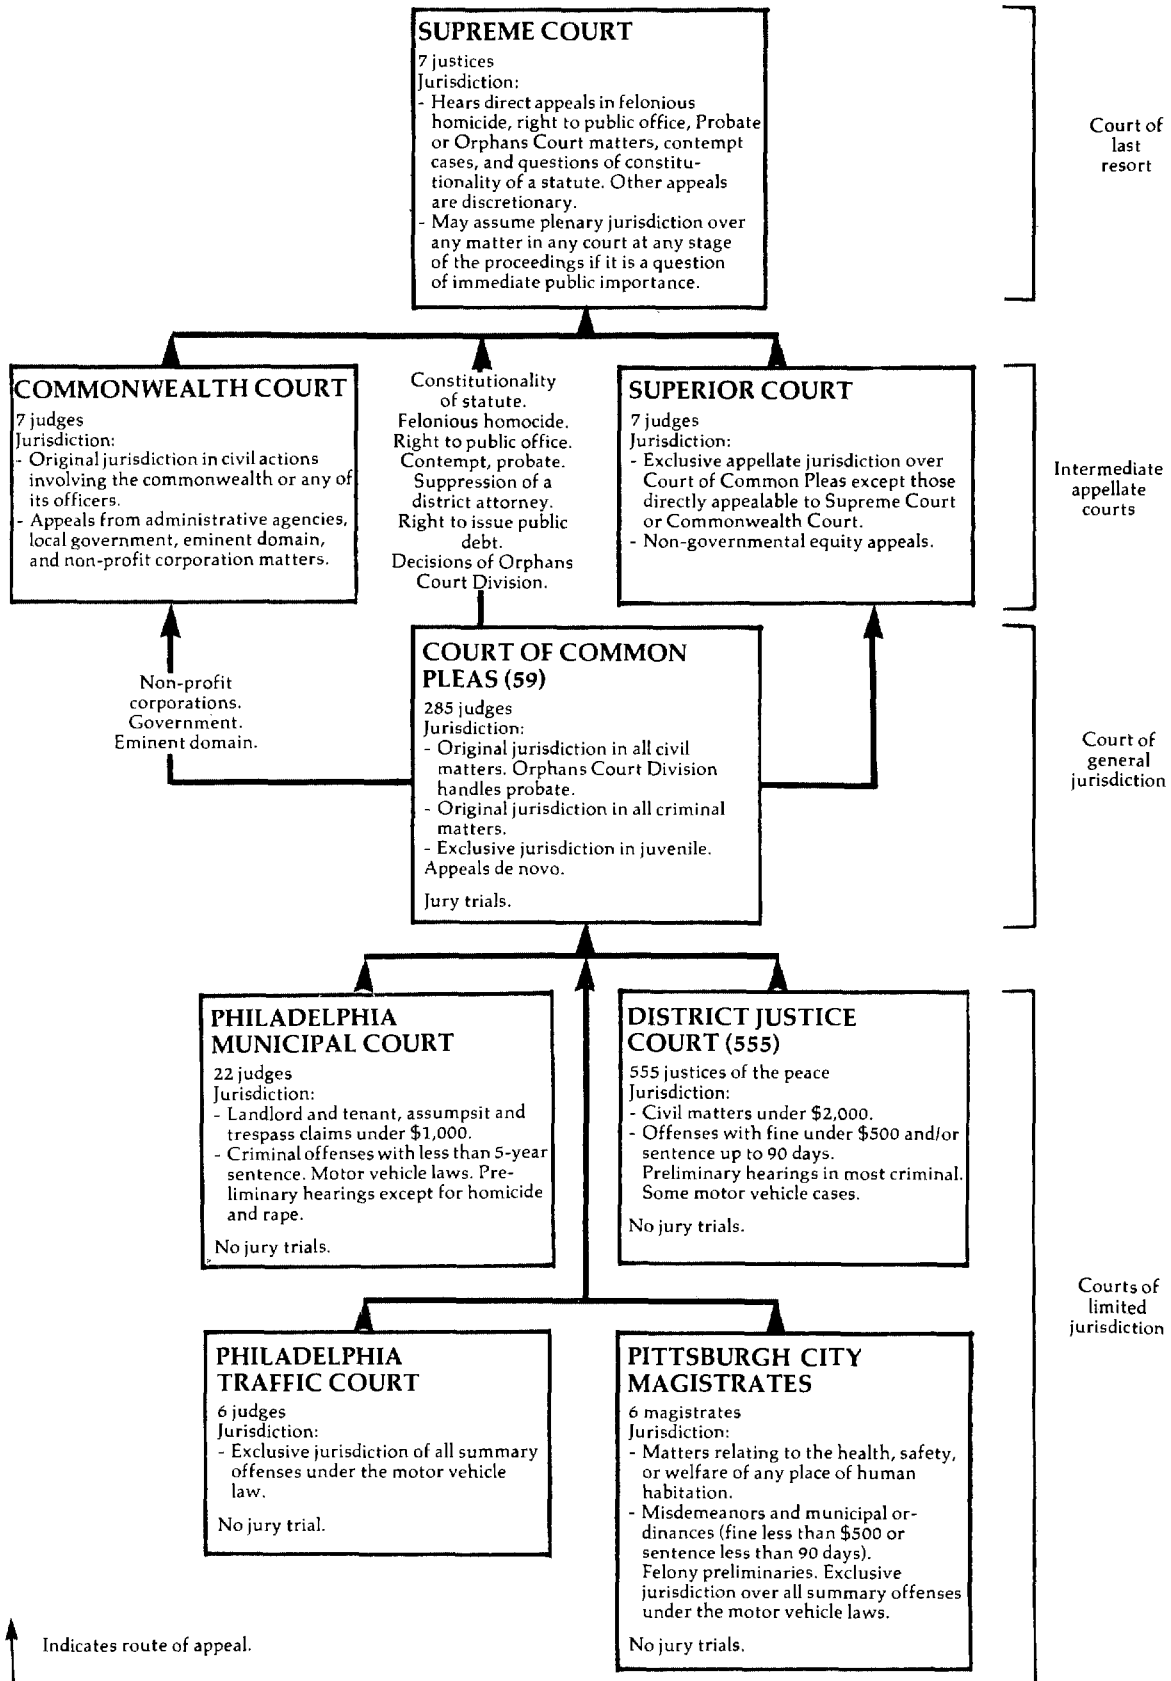 SUPREME COURT
7 justices
Jurisdiction:
- Hears direct appeals in felonious
homicide, right to public office, Probate
or Orphans Court matters, contempt
cases, and questions of constitu-
tionality of a statute. Other appeals
are discretionary.
- May assume plenary jurisdiction over
any matter in any court at any stage
of the proceedings if it is a question
of immediate public importance.
Court of
last
resort
COMMONWEALTH COURT
7 judges
Jurisdiction:
- Original jurisdiction in civil actions
involving the commonwealth or any of
its officers.
- Appeals from administrative agencies,
local government, eminent domain,
and non-profit corporation matters.
Constitutionality
of statute.
Felonious homocide.
Right to public office.
Contempt, probate.
Suppression of a
district attorney.
Right to issue public
debt.
Decisions of Orphans
Court Division.
SUPERIOR COURT
7 judges
Jurisdiction:
- Exclusive appellate jurisdiction over
Court of Common Pleas except those
directly appealable to Supreme Court
or Commonwealth Court.
- Non-governmental equity appeals.
Intermediate
appellate
courts
Non-profit
corporations.
Government.
Eminent domain.
COURT OF COMMON
PLEAS (59)
285 judges
Jurisdiction:
- Original jurisdiction in all civil
matters. Orphans Court Division
handles probate.
- Original jurisdiction in all criminal
matters.
- Exclusive jurisdiction in juvenile.
Appeals de novo.
Jury trials.
Court of
general
jurisdiction
PHILADELPHIA
MUNICIPAL COURT
22 judges
Jurisdiction:
- Landlord and tenant, assumpsit and
trespass claims under $1,000.
- Criminal offenses with less than 5-year
sentence. Motor vehicle laws. Pre-
liminary hearings except for homicide
and rape.
No jury trials.
DISTRICT JUSTICE
COURT (555)
555 justices of the peace
Jurisdiction:
- Civil matters under $2,000.
- Offenses with fine under $500 and/or
sentence up to 90 days.
Preliminary hearings in most criminal.
Some motor vehicle cases.
No jury trials.
Courts of
limited
jurisdiction
PHILADELPHIA
TRAFFIC COURT
6 judges
Jurisdiction:
- Exclusive jurisdiction of all summary
offenses under the motor vehicle
law.
No jury trial.
PITTSBURGH CITY
MAGISTRATES
6 magistrates
Jurisdiction:
- Matters relating to the health, safety,
or welfare of any place of human
habitation.
- Misdemeanors and municipal or-
dinances (fine less than $500 or
sentence less than 90 days).
Felony preliminaries. Exclusive
jurisdiction over all summary offenses
under the motor vehicle laws.
No jury trials.
Indicates route of appeal.